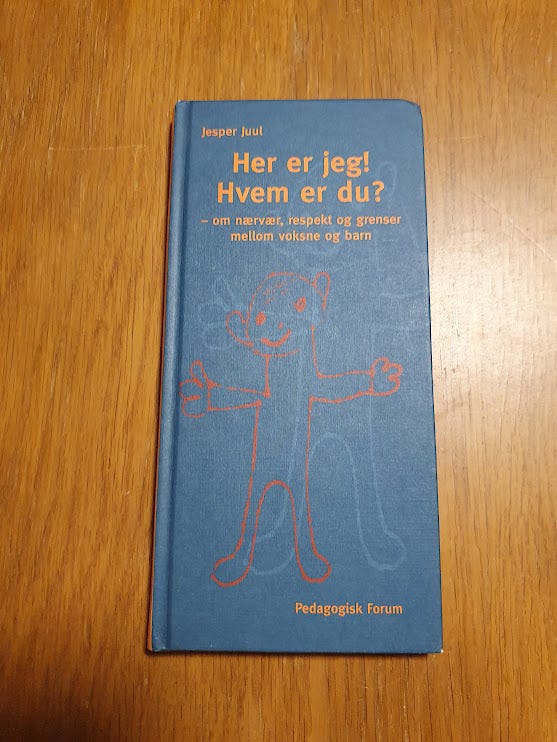 Jesper Juul
Her er jeg!
Hvem er du?
– om nærvær, respekt og grenser
mellom voksne og barn
Pedagogisk Forum